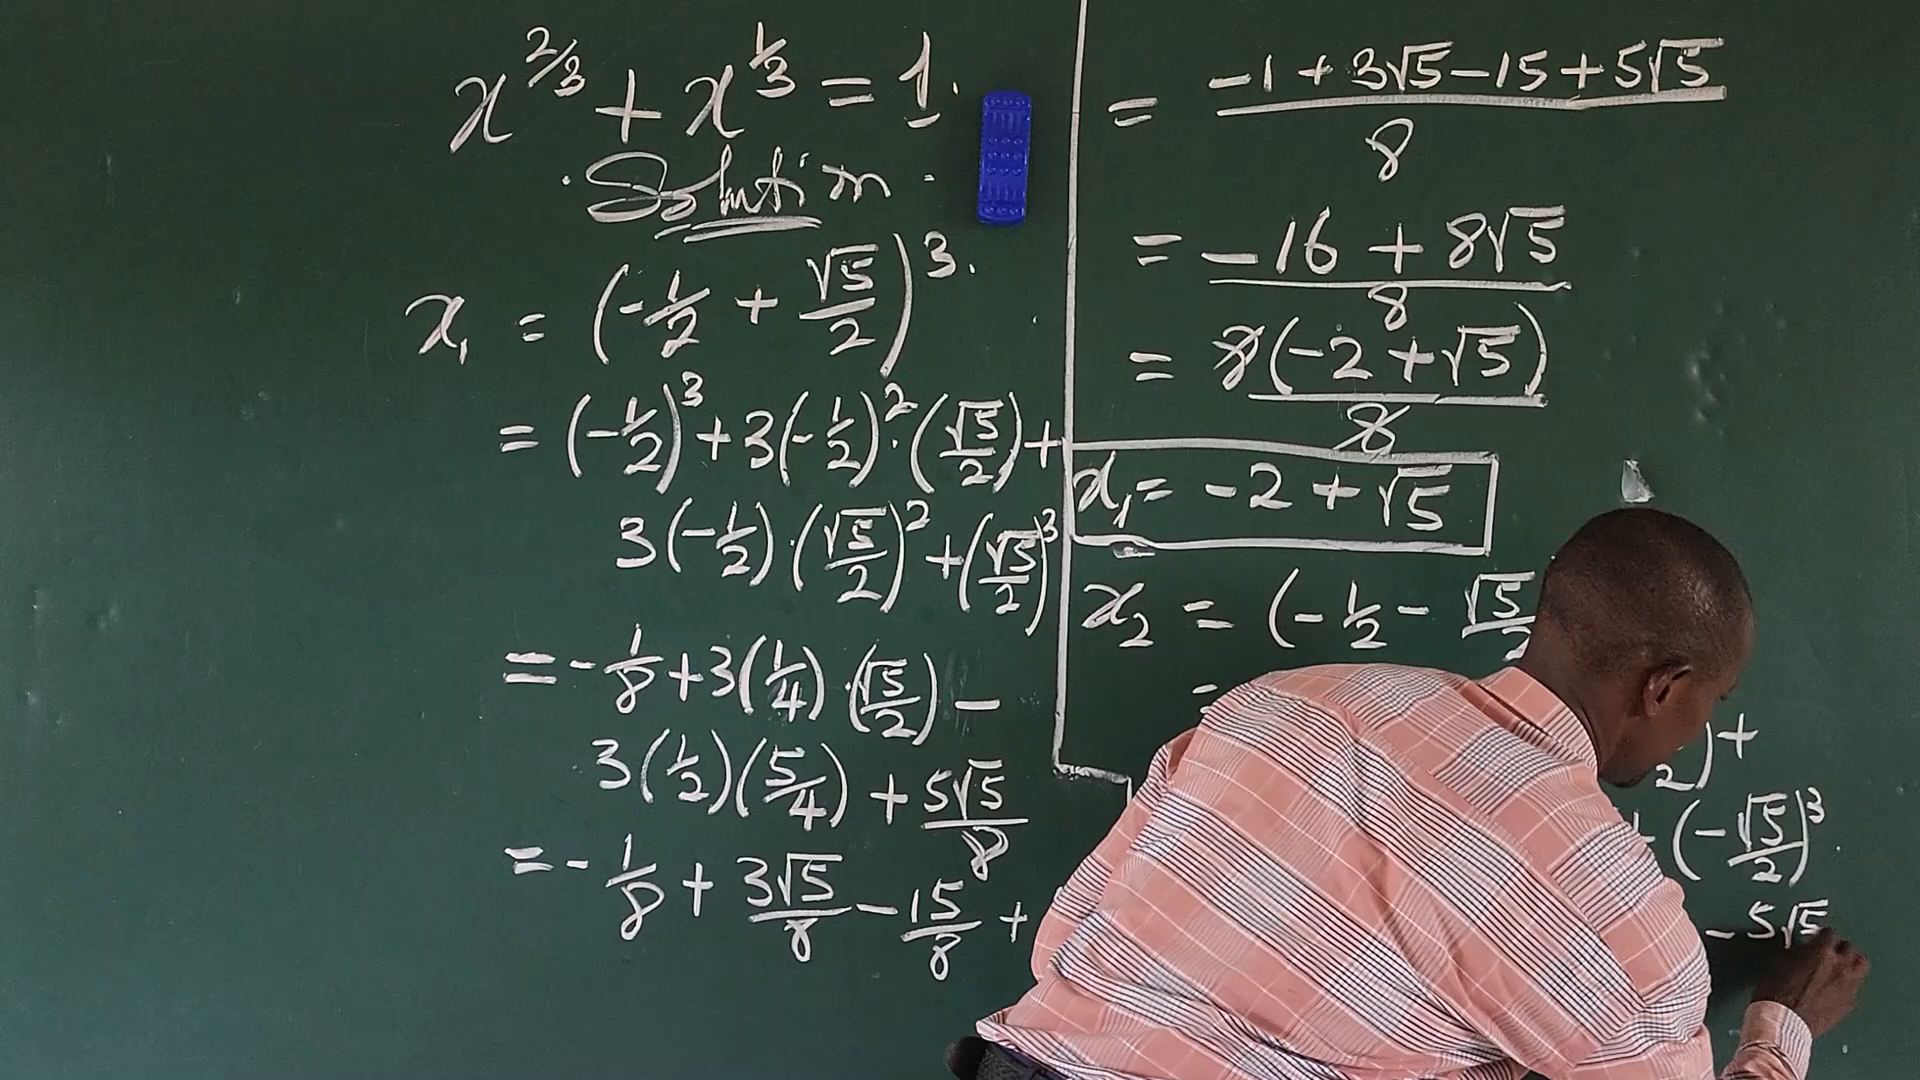 x^{2/3} + x^{1/3} = 1.
Solution
x₁ = (-1/2 + √5/2)^3.
= (-1/2)^3 + 3(-1/2)^2·(√5/2) +
3(-1/2)·(√5/2)^2 + (√5/2)^3
= -1/8 + 3(1/4)·(√5/2) -
3(1/2)(5/4) + 5√5/8
= -1/8 + 3√5/8 - 15/8 +
= (-1 + 3√5 - 15 + 5√5)/8
= (-16 + 8√5)/8
= 8(-2 + √5)/8
x₁ = -2 + √5
x₂ = (-1/2 - √5/2
=
2) +
(-√5/2)^3
- 5√5